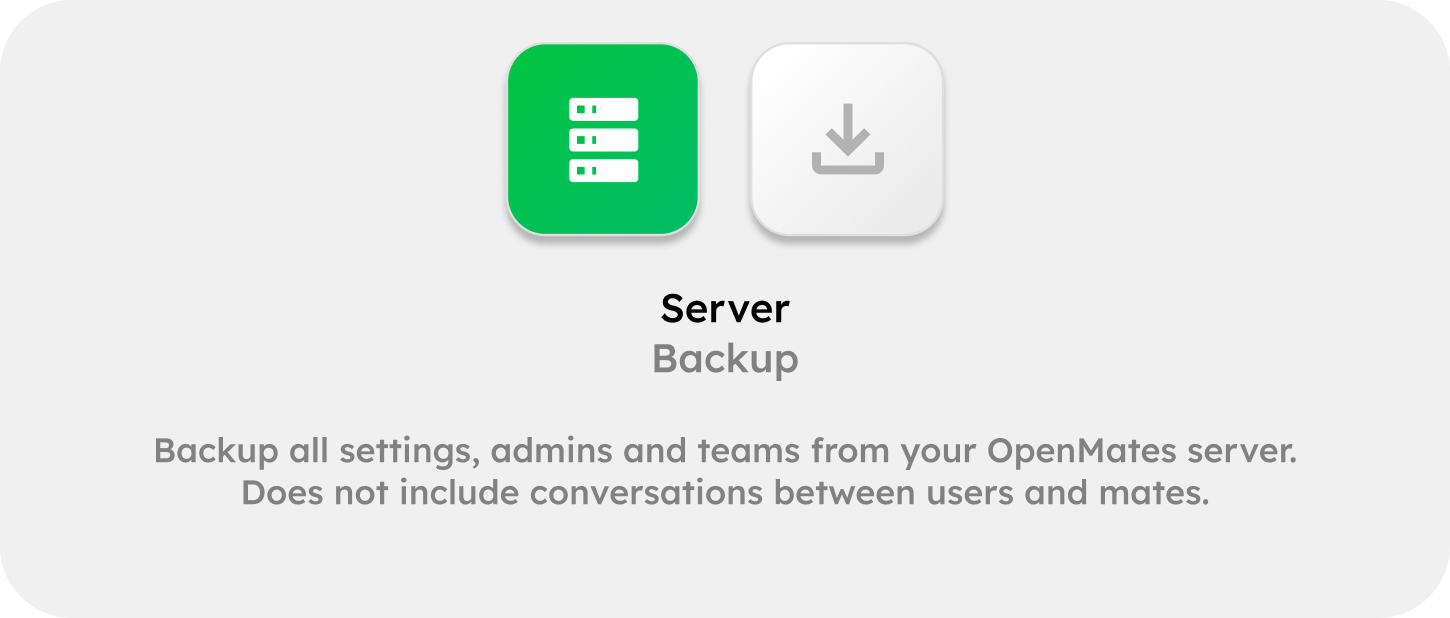 Server
Backup
Backup all settings, admins and teams from your OpenMates server.
Does not include conversations between users and mates.